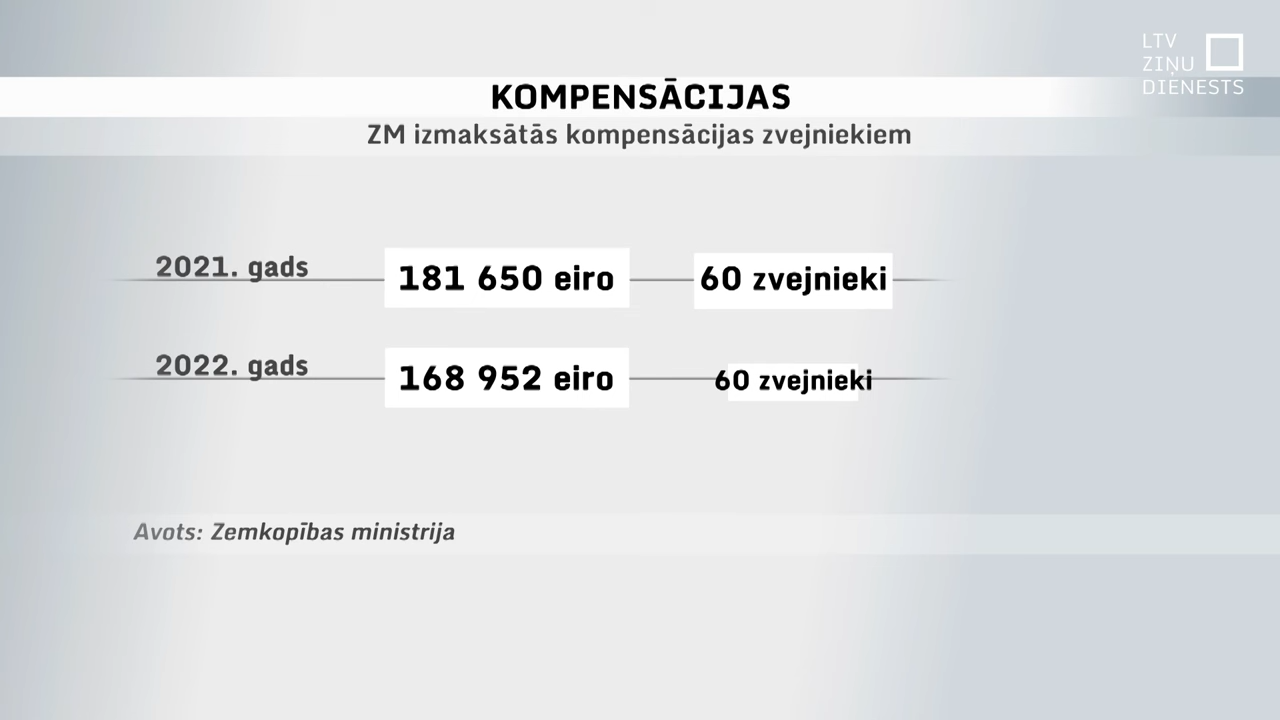 LTV
ZIŅU
DIENESTS
KOMPENSĀCIJAS
ZM izmaksātās kompensācijas zvejniekiem
2021. gads 181 650 eiro 60 zvejnieki
2022. gads 168 952 eiro 60 zvejnieki
Avots: Zemkopības ministrija